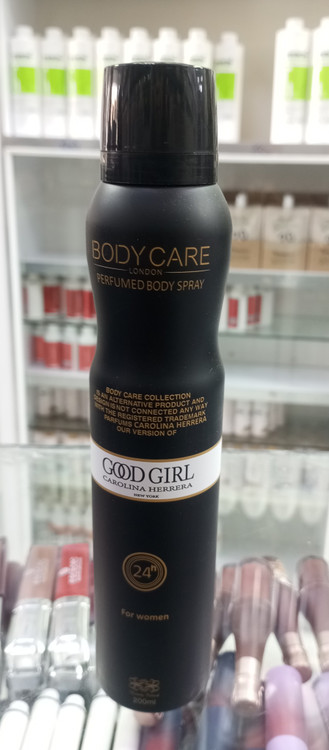 BODY CARE
LONDON
PERFUMED BODY SPRAY
BODY CARE COLLECTION
IS AN ALTERNATIVE PRODUCT AND
DESIGN IS NOT CONNECTED ANY WAY
WITH THE REGISTERED TRADEMARK
PARFUMS CAROLINA HERRERA
OUR VERSION OF
GOOD GIRL
CAROLINA HERRERA
NEW YORK
24H
For women
200ml